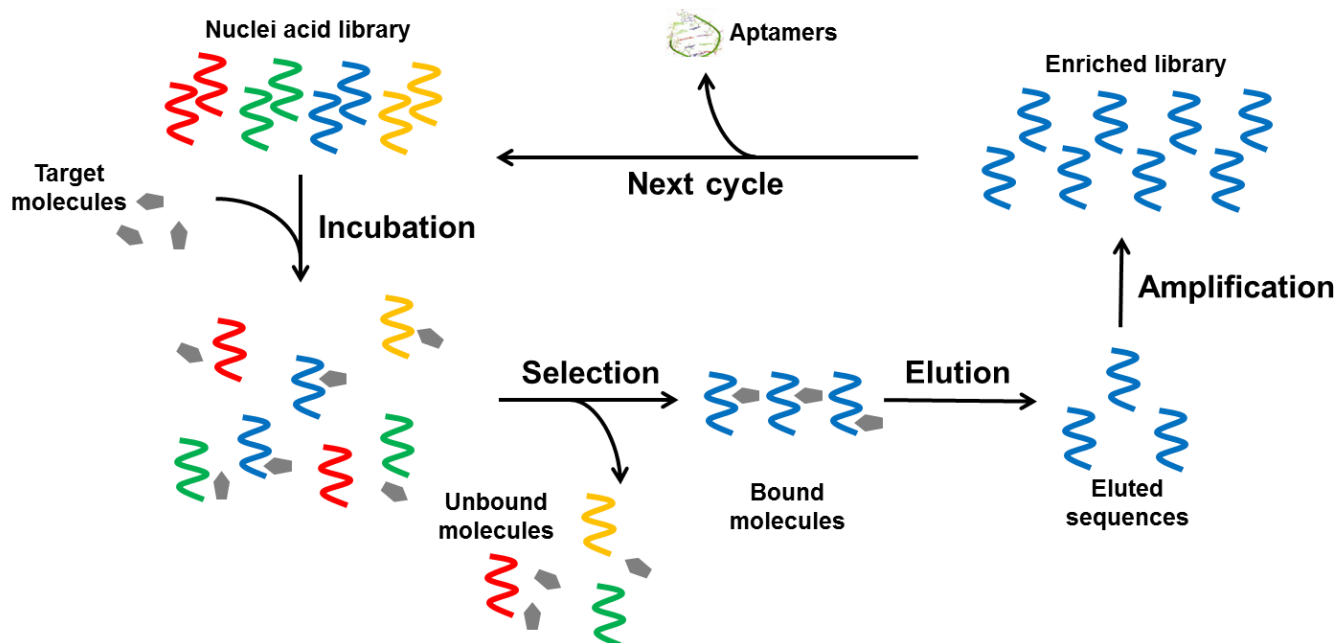 Nuclei acid library
Aptamers
Enriched library
Target
molecules
Next cycle
Incubation
Amplification
Selection
Elution
Unbound
molecules
Bound
molecules
Eluted
sequences